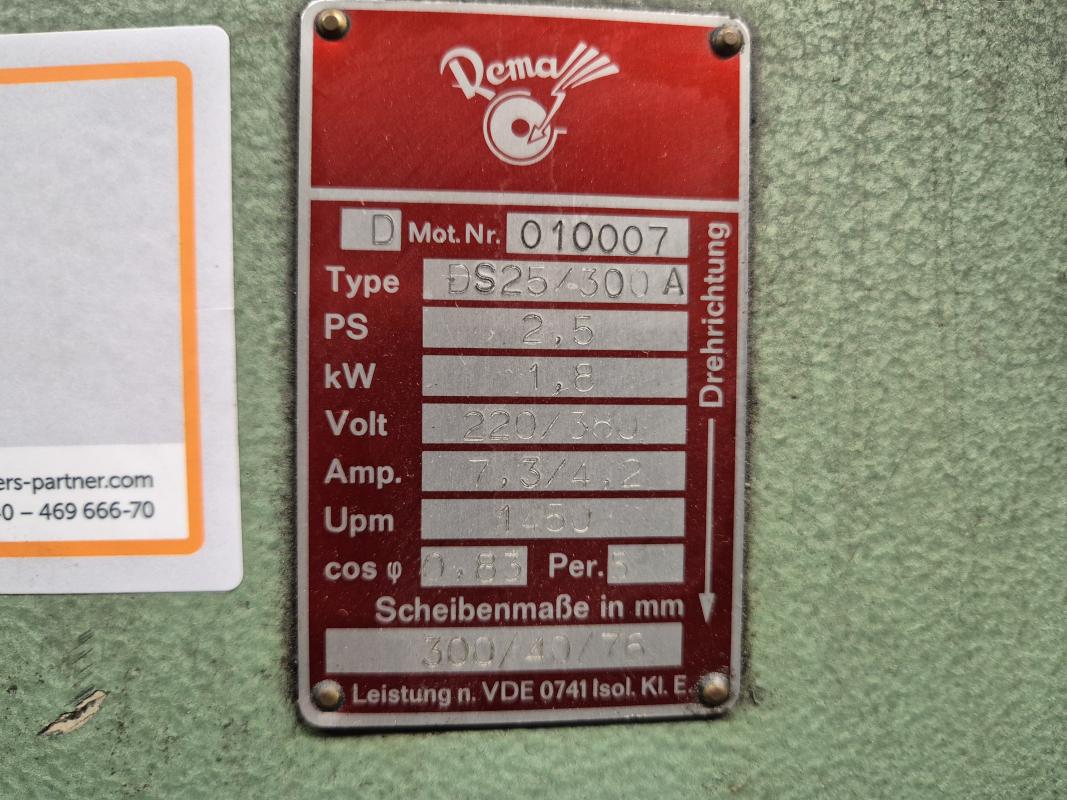 Rema
D Mot. Nr. 010007
Type DS25/300 A
PS 2,5
kW 1,8
Volt 220/380
Amp. 7,3/4,2
Upm 1450
cos φ 0,83 Per. 5
Scheibenmaße in mm
300/40/76
Leistung n. VDE 0741 Isol. Kl. E.
Drehrichtung
ers-partner.com
0 – 469 666-70